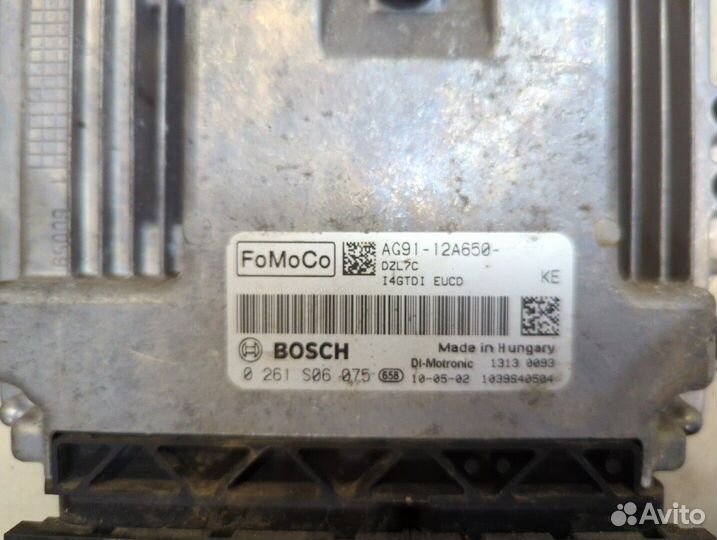 FoMoCo
AG91-12A650-
DZL7C
I4GTDI EUCD
KE
BOSCH
Made in Hungary
DI-Motronic 1313 0093
0 261 S06 075 658 10-05-02 1039S40504
Avito